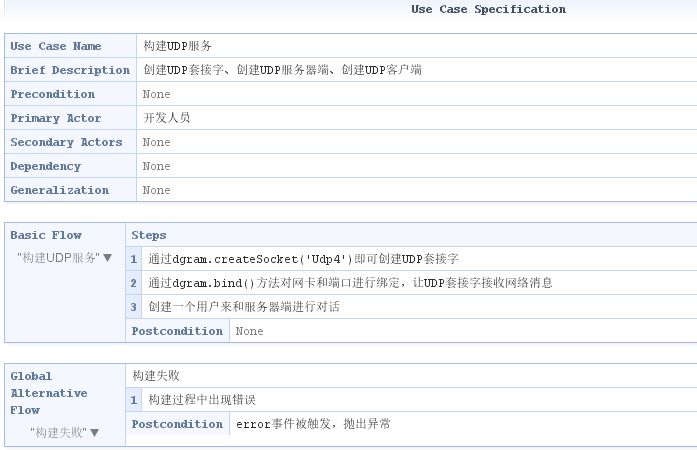 Use Case Specification
Use Case Name 构建UDP服务
Brief Description 创建UDP套接字、创建UDP服务器端、创建UDP客户端
Precondition None
Primary Actor 开发人员
Secondary Actors None
Dependency None
Generalization None
Basic Flow Steps
"构建UDP服务" ▼
1 通过dgram.createSocket('Udp4')即可创建UDP套接字
2 通过dgram.bind()方法对网卡和端口进行绑定，让UDP套接字接收网络消息
3 创建一个用户来和服务器端进行对话
Postcondition None
Global Alternative Flow 构建失败
"构建失败" ▼
1 构建过程中出现错误
Postcondition error事件被触发，抛出异常